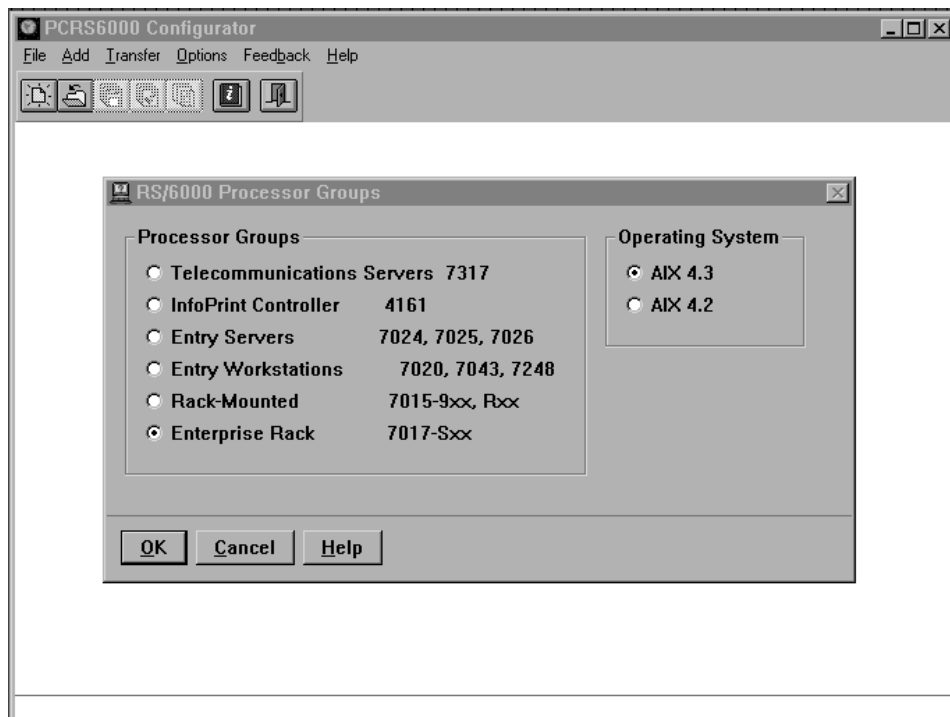 PCRS6000 Configurator
File Add Transfer Options Feedback Help
RS/6000 Processor Groups
Processor Groups
Telecommunications Servers 7317
InfoPrint Controller 4161
Entry Servers 7024, 7025, 7026
Entry Workstations 7020, 7043, 7248
Rack-Mounted 7015-9xx, Rxx
Enterprise Rack 7017-Sxx
Operating System
AIX 4.3
AIX 4.2
OK Cancel Help